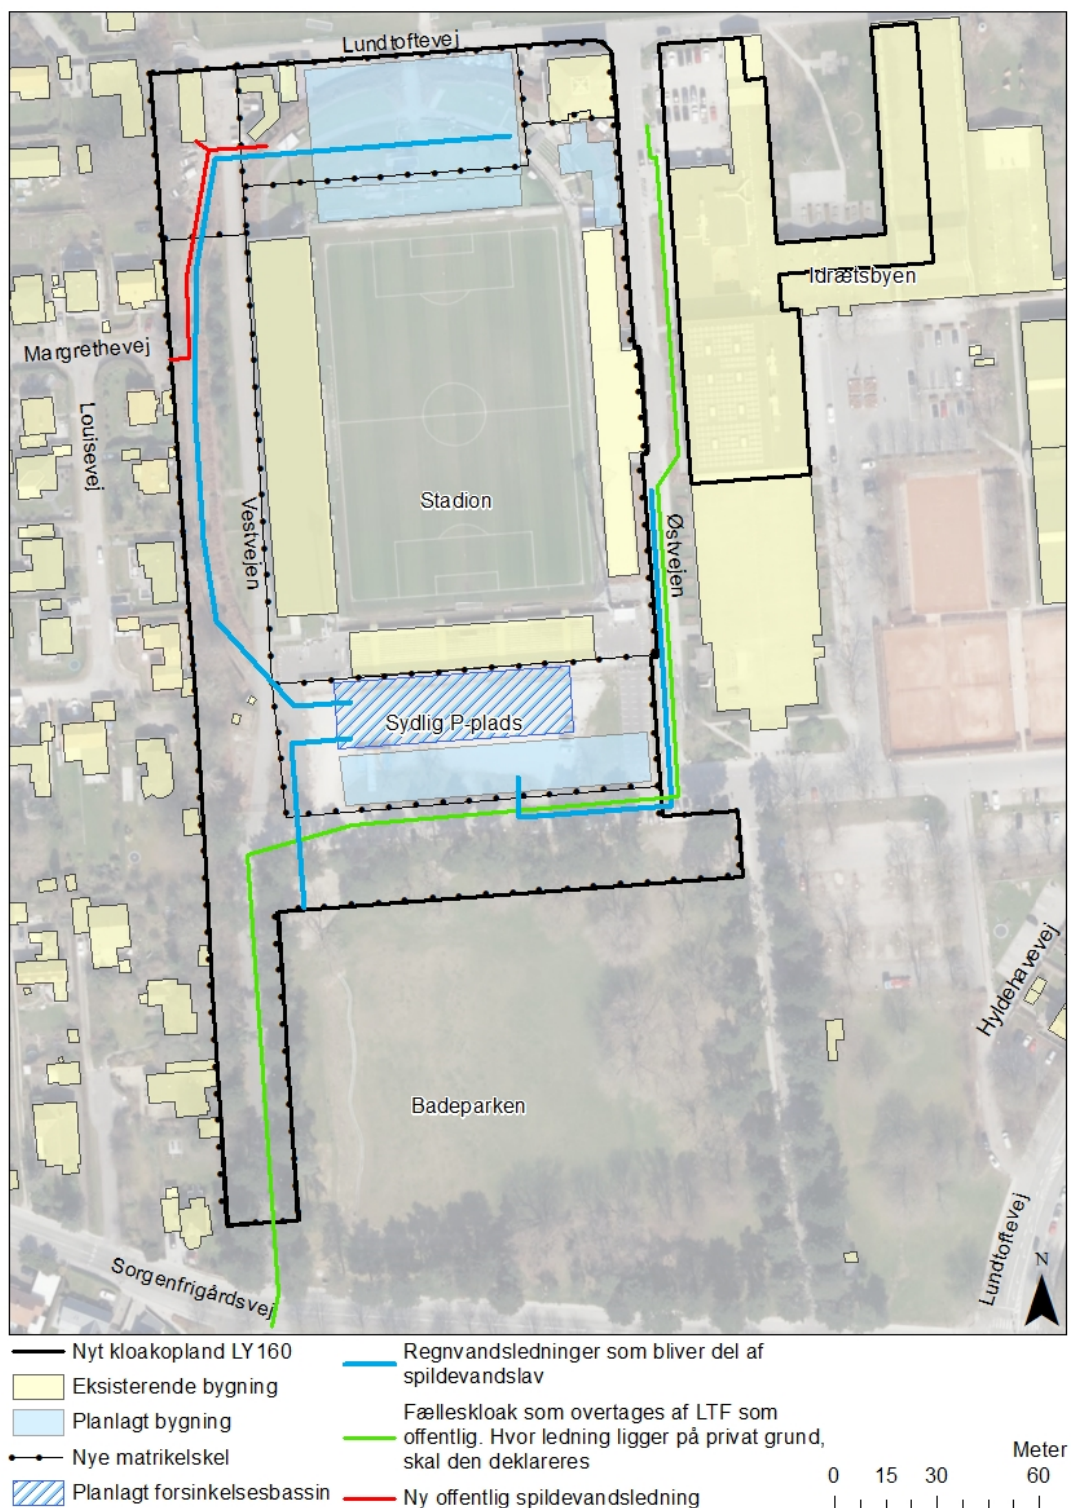 Lundtoftevej
Idrætsbyen
Margrethevej
Louisevej
Stadion
Vestvejen
Østvejen
Sydlig P-plads
Hyldehavevej
Badeparken
Lundtoftevej
N
Sorgenfrigårdsvej
Nyt kloakopland LY160
Eksisterende bygning
Planlagt bygning
Nye matrikelskel
Planlagt forsinkelsesbassin
Regnvandsledninger som bliver del af
spildevandslav
Fælleskloak som overtages af LTF som
offentlig. Hvor ledning ligger på privat grund,
skal den deklareres
Ny offentlig spildevandsledning
Meter
0 15 30 60